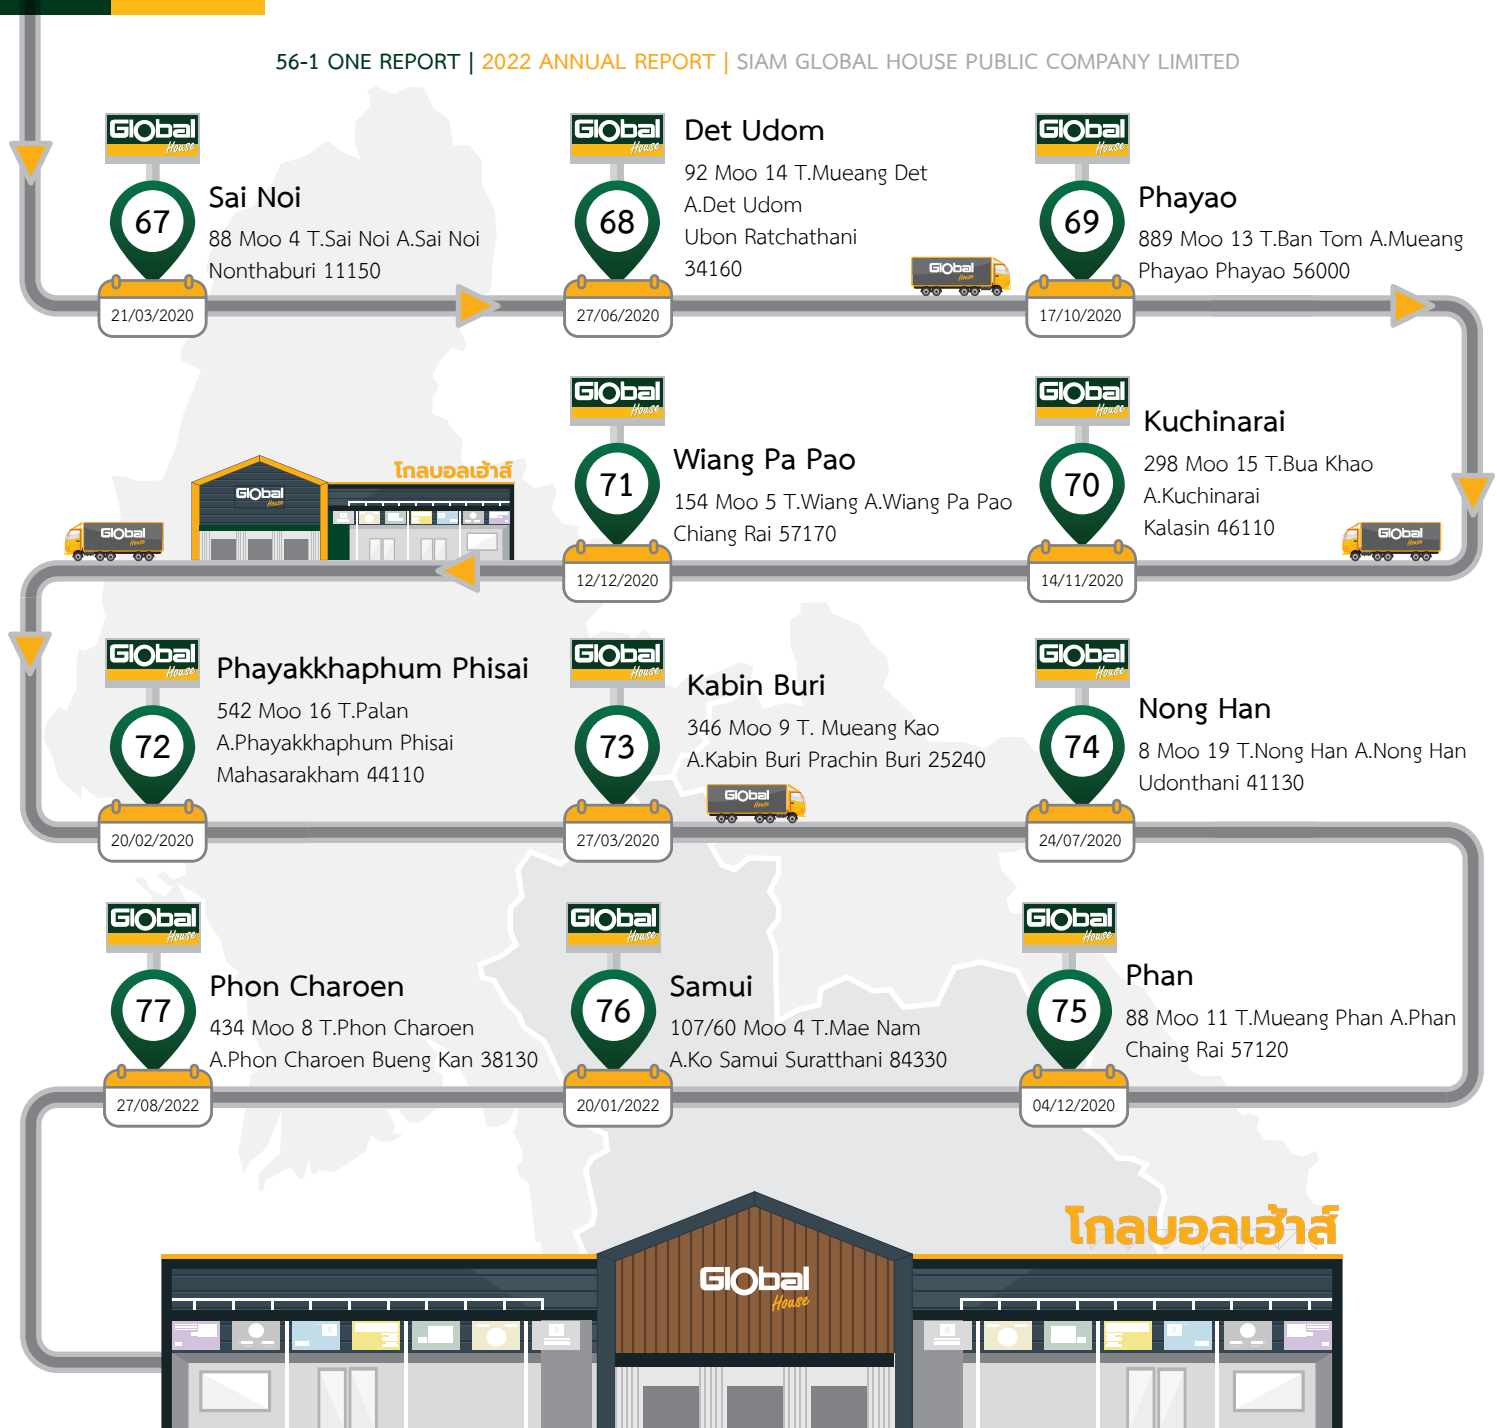 56-1 ONE REPORT | 2022 ANNUAL REPORT | SIAM GLOBAL HOUSE PUBLIC COMPANY LIMITED
Global
House
67
Sai Noi
88 Moo 4 T.Sai Noi A.Sai Noi
Nonthaburi 11150
21/03/2020
Global
House
68
Det Udom
92 Moo 14 T.Mueang Det
A.Det Udom
Ubon Ratchathani
34160
27/06/2020
Global
House
Global
House
69
Phayao
889 Moo 13 T.Ban Tom A.Mueang
Phayao Phayao 56000
17/10/2020
Global
House
โกลบอลเฮ้าส์
Global
House
Global
House
71
Wiang Pa Pao
154 Moo 5 T.Wiang A.Wiang Pa Pao
Chiang Rai 57170
12/12/2020
Global
House
70
Kuchinarai
298 Moo 15 T.Bua Khao
A.Kuchinarai
Kalasin 46110
14/11/2020
Global
House
Global
House
72
Phayakkhaphum Phisai
542 Moo 16 T.Palan
A.Phayakkhaphum Phisai
Mahasarakham 44110
20/02/2020
Global
House
73
Kabin Buri
346 Moo 9 T. Mueang Kao
A.Kabin Buri Prachin Buri 25240
Global
House
27/03/2020
Global
House
74
Nong Han
8 Moo 19 T.Nong Han A.Nong Han
Udonthani 41130
24/07/2020
Global
House
77
Phon Charoen
434 Moo 8 T.Phon Charoen
A.Phon Charoen Bueng Kan 38130
27/08/2022
Global
House
76
Samui
107/60 Moo 4 T.Mae Nam
A.Ko Samui Suratthani 84330
20/01/2022
Global
House
75
Phan
88 Moo 11 T.Mueang Phan A.Phan
Chaing Rai 57120
04/12/2020
โกลบอลเฮ้าส์
Global
House